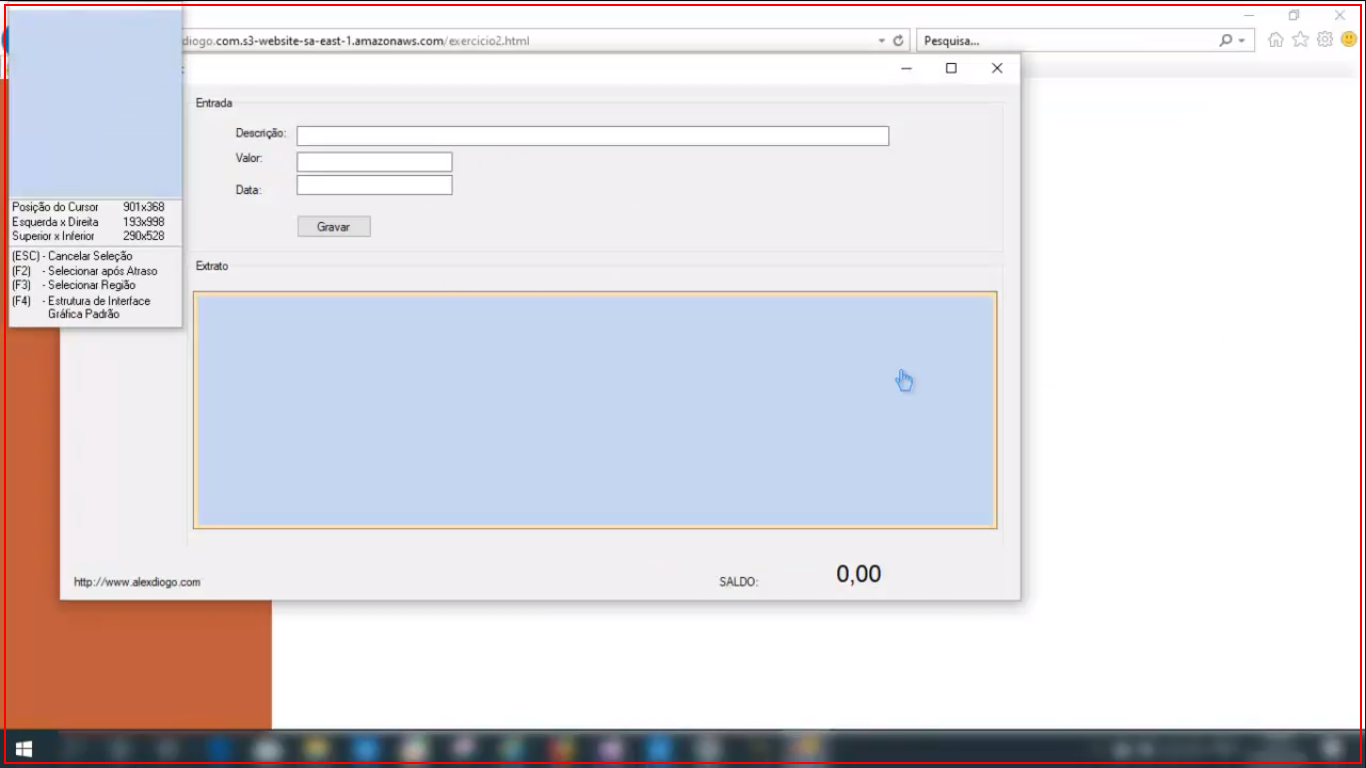 diogo.com.s3-website-sa-east-1.amazonaws.com/exercicio2.html
Pesquisa...
Entrada
Descrição:
Valor:
Data:
Gravar
Posição do Cursor 901x368
Esquerda x Direita 193x998
Superior x Inferior 290x528
(ESC) - Cancelar Seleção
(F2) - Selecionar após Atraso
(F3) - Selecionar Região
(F4) - Estrutura de Interface
Gráfica Padrão
Extrato
http://www.alexdiogo.com
SALDO:
0,00